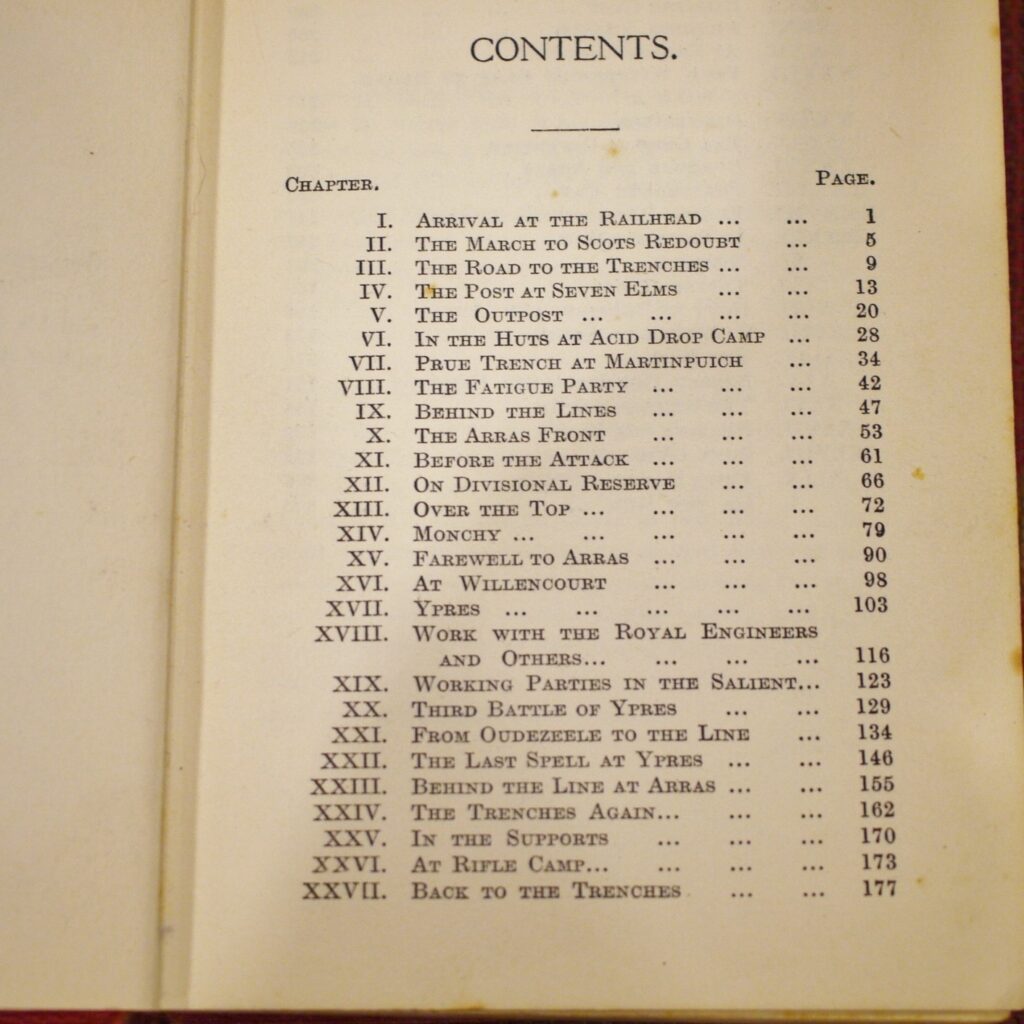 CONTENTS.
CHAPTER. PAGE.
I. ARRIVAL AT THE RAILHEAD ... ... 1
II. THE MARCH TO SCOTS REDOUBT ... 5
III. THE ROAD TO THE TRENCHES ... ... 9
IV. THE POST AT SEVEN ELMS ... ... 13
V. THE OUTPOST ... ... ... ... 20
VI. IN THE HUTS AT ACID DROP CAMP ... 28
VII. PRUE TRENCH AT MARTINPUICH ... 34
VIII. THE FATIGUE PARTY ... ... ... 42
IX. BEHIND THE LINES ... ... ... 47
X. THE ARRAS FRONT ... ... ... 53
XI. BEFORE THE ATTACK ... ... ... 61
XII. ON DIVISIONAL RESERVE ... ... 66
XIII. OVER THE TOP ... ... ... ... 72
XIV. MONCHY ... ... ... ... ... 79
XV. FAREWELL TO ARRAS ... ... ... 90
XVI. AT WILLENCOURT ... ... ... 98
XVII. YPRES ... ... ... ... ... 103
XVIII. WORK WITH THE ROYAL ENGINEERS
AND OTHERS... ... ... ... 116
XIX. WORKING PARTIES IN THE SALIENT... 123
XX. THIRD BATTLE OF YPRES ... ... 129
XXI. FROM OUDEZEELE TO THE LINE ... 134
XXII. THE LAST SPELL AT YPRES ... ... 146
XXIII. BEHIND THE LINE AT ARRAS ... ... 155
XXIV. THE TRENCHES AGAIN... ... ... 162
XXV. IN THE SUPPORTS ... ... ... 170
XXVI. AT RIFLE CAMP... ... ... ... 173
XXVII. BACK TO THE TRENCHES ... ... 177